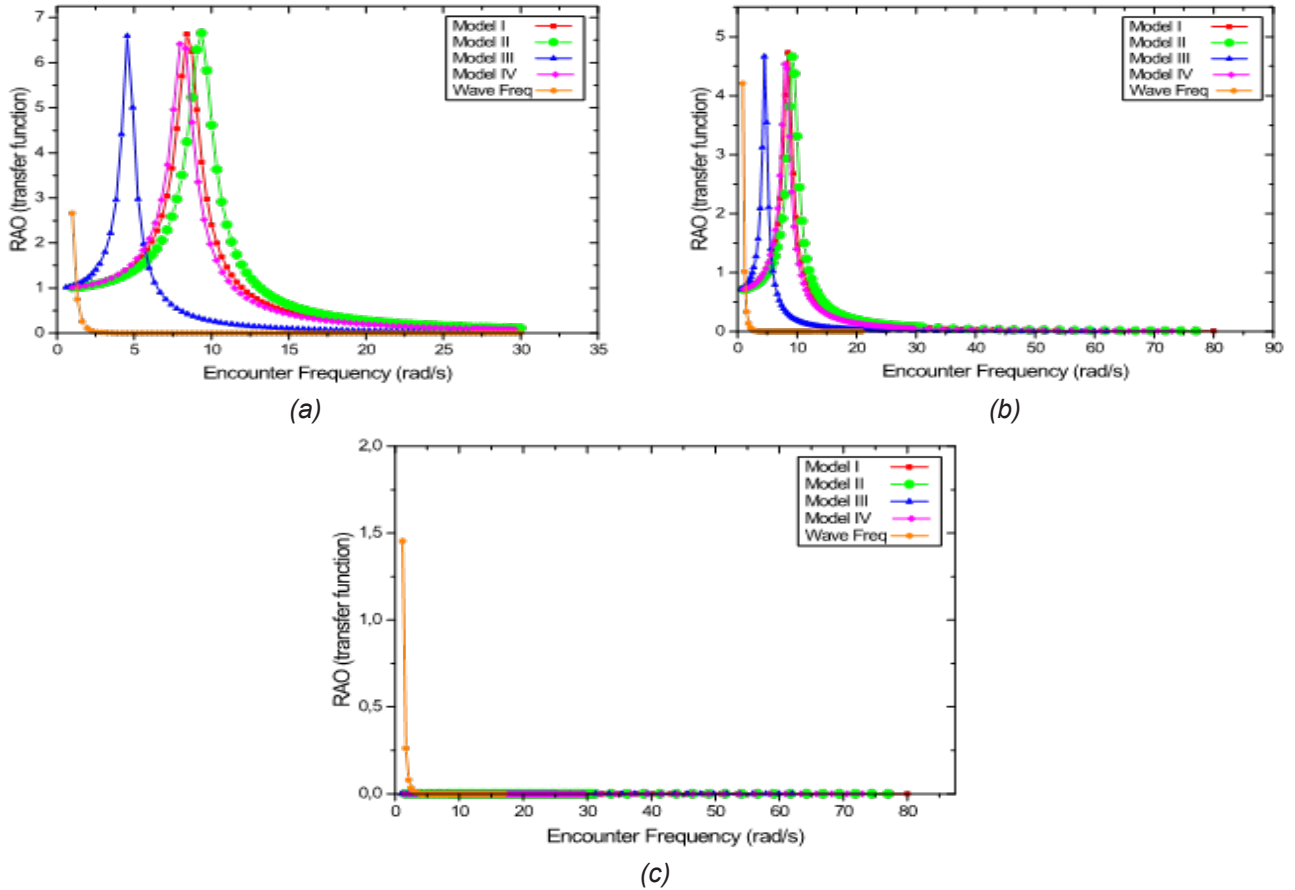 7
6
5
4
3
2
1
0
RAO (transfer function)
Model I
Model II
Model III
Model IV
Wave Freq
0 5 10 15 20 25 30 35
Encounter Frequency (rad/s)
(a)
5
4
3
2
1
0
RAO (transfer function)
Model I
Model II
Model III
Model IV
Wave Freq
0 10 20 30 40 50 60 70 80 90
Encounter Frequency (rad/s)
(b)
2,0
1,5
1,0
0,5
0,0
RAO (transfer function)
Model I
Model II
Model III
Model IV
Wave Freq
0 10 20 30 40 50 60 70 80
Encounter Frequency (rad/s)
(c)